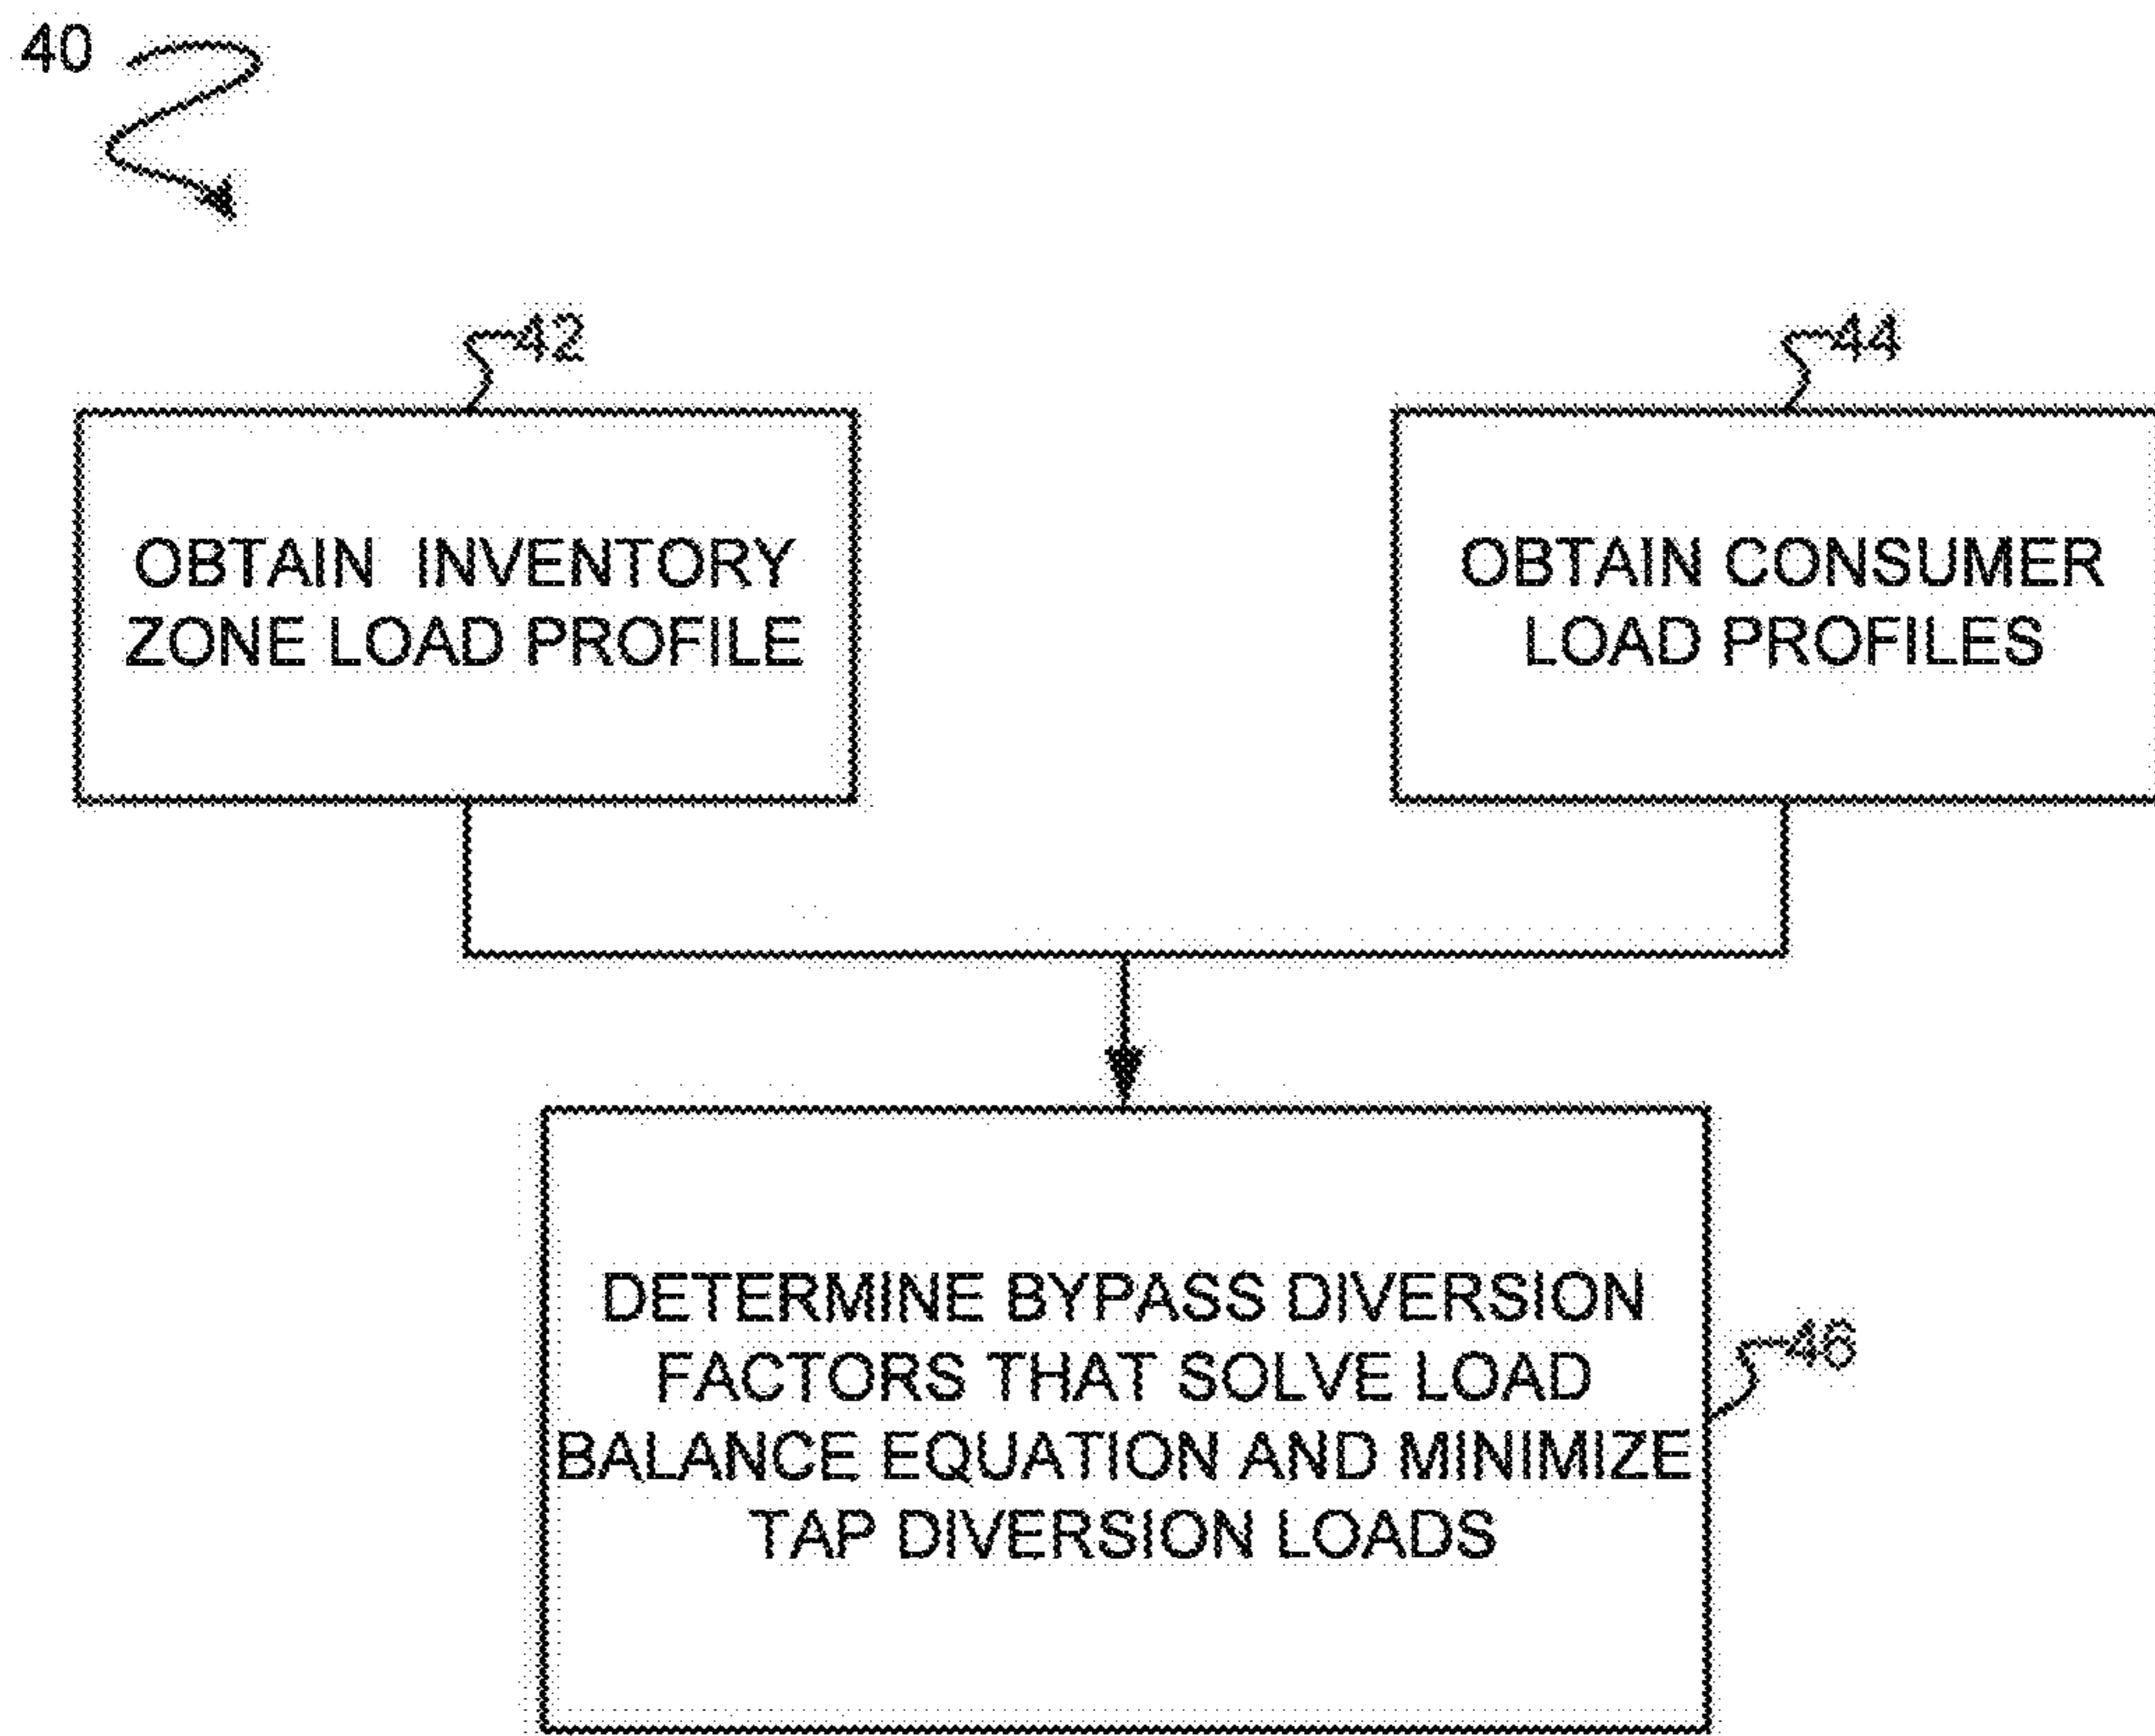 40
42
44
OBTAIN INVENTORY
ZONE LOAD PROFILE
OBTAIN CONSUMER
LOAD PROFILES
DETERMINE BYPASS DIVERSION
FACTORS THAT SOLVE LOAD
BALANCE EQUATION AND MINIMIZE
TAP DIVERSION LOADS
46